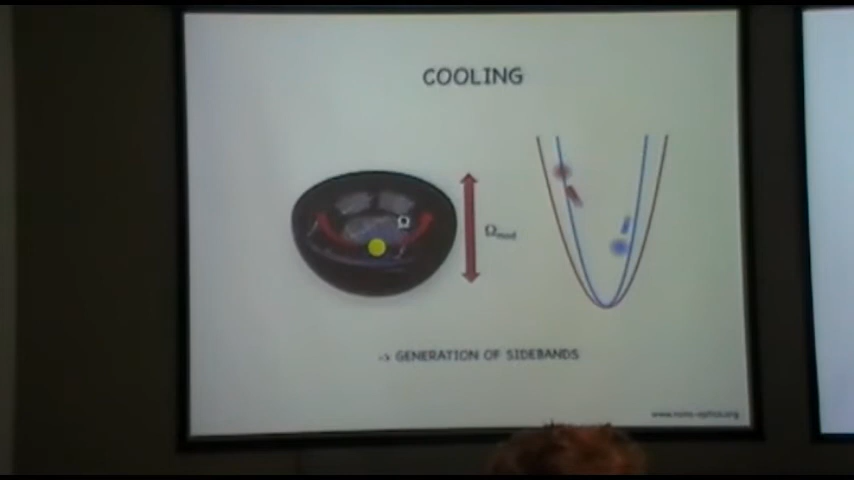 COOLING
Ω
Ωmod
-> GENERATION OF SIDEBANDS
www.nano-optics.org